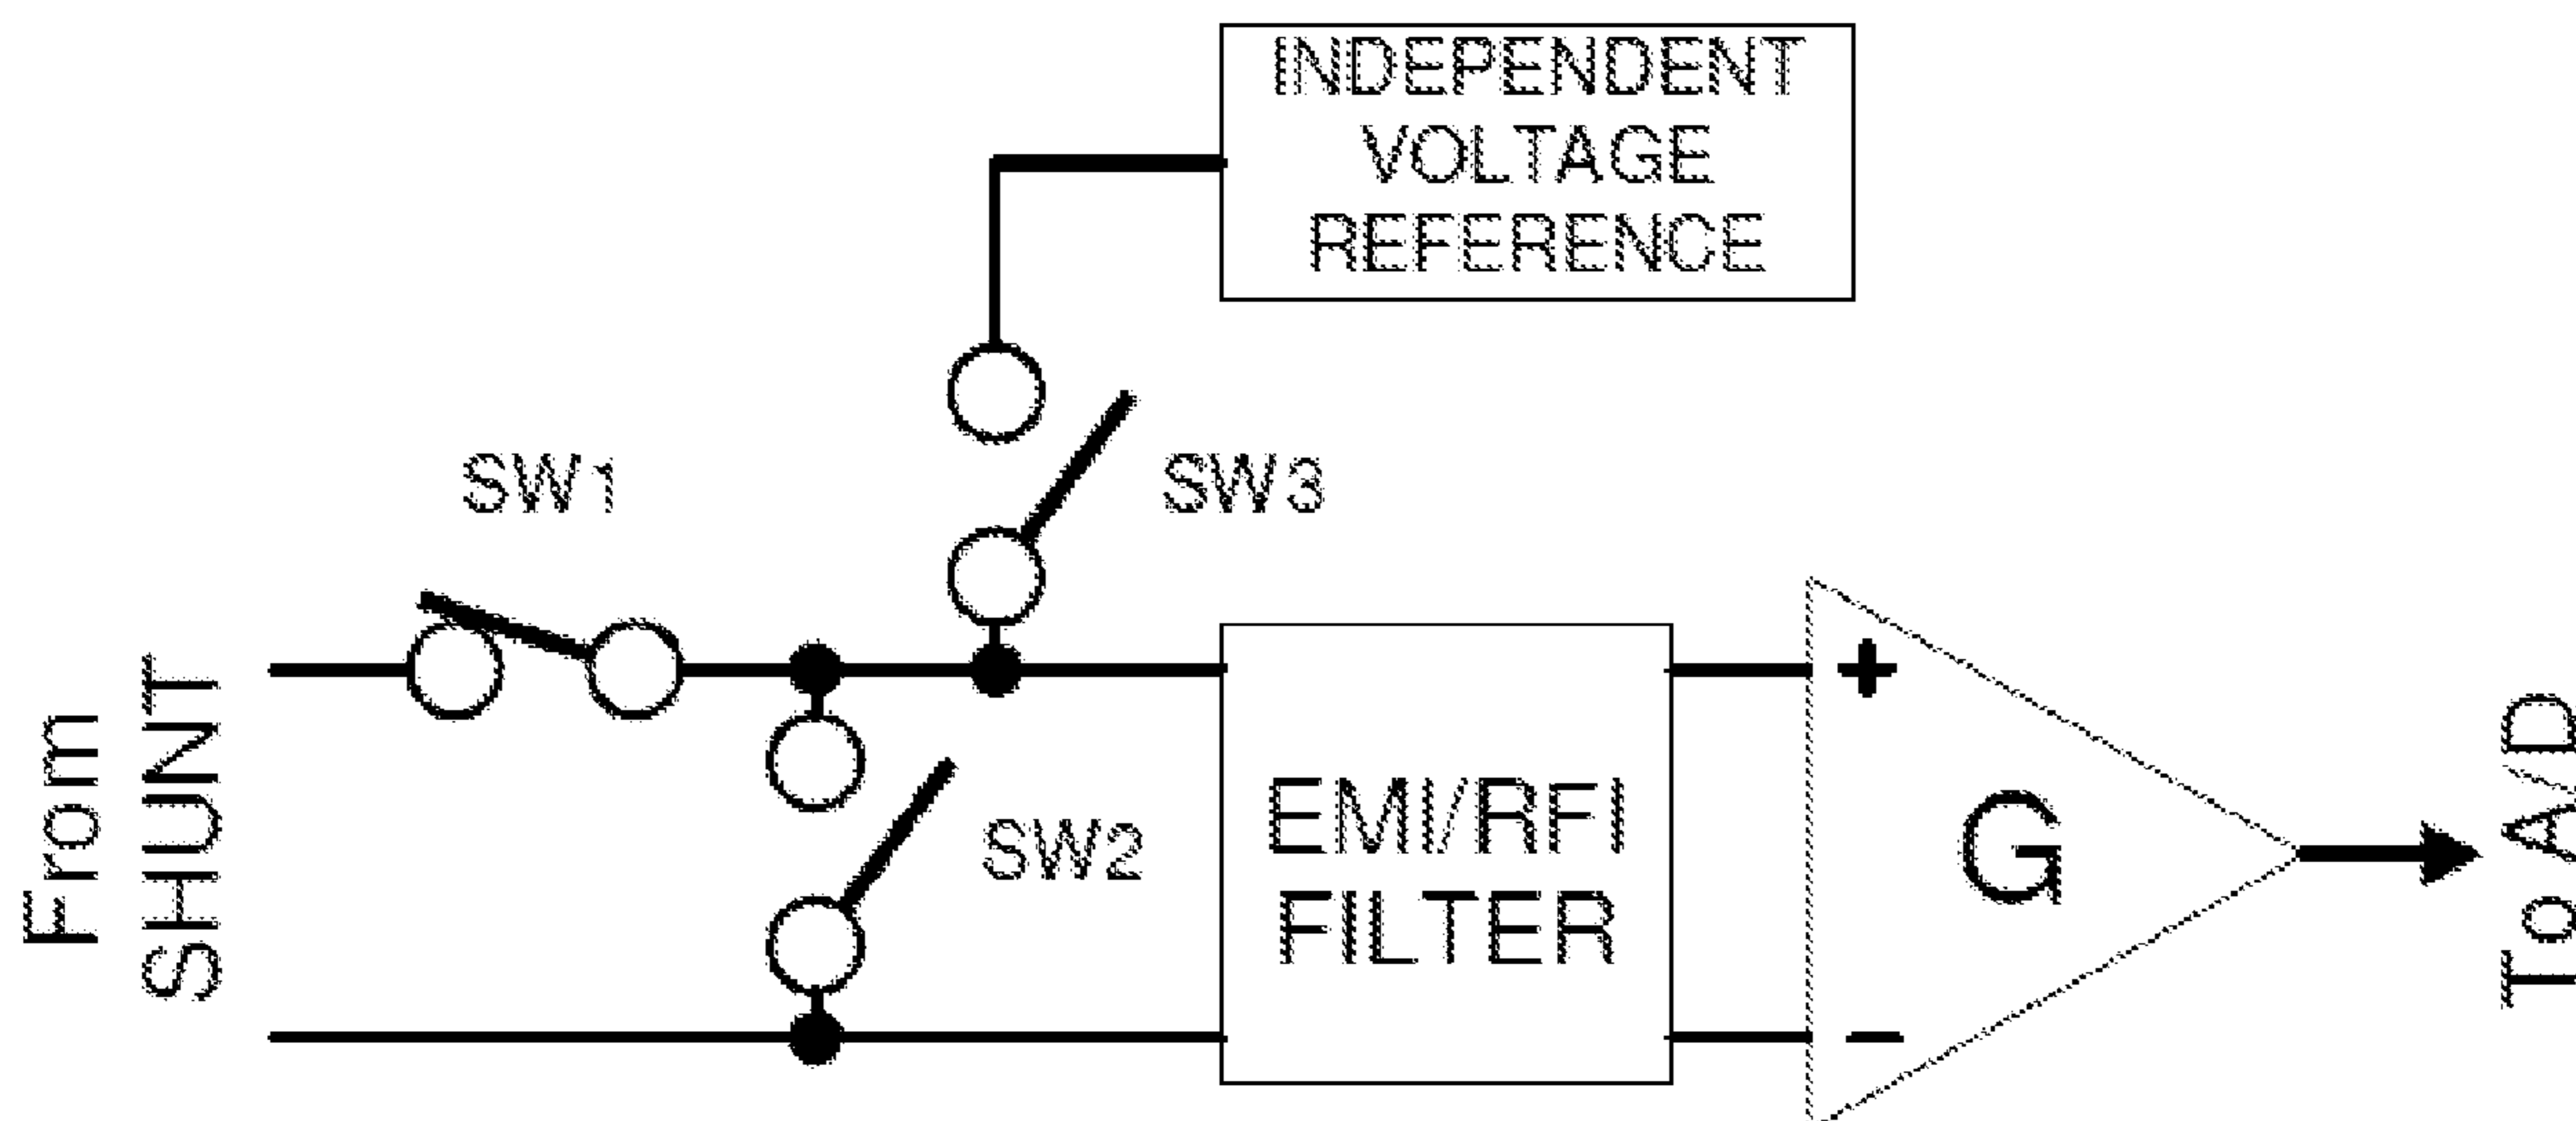 INDEPENDENT
VOLTAGE
REFERENCE
SW1
SW3
From
SHUNT
SW2
EMI/RFI
FILTER
+
−
G
To A/D